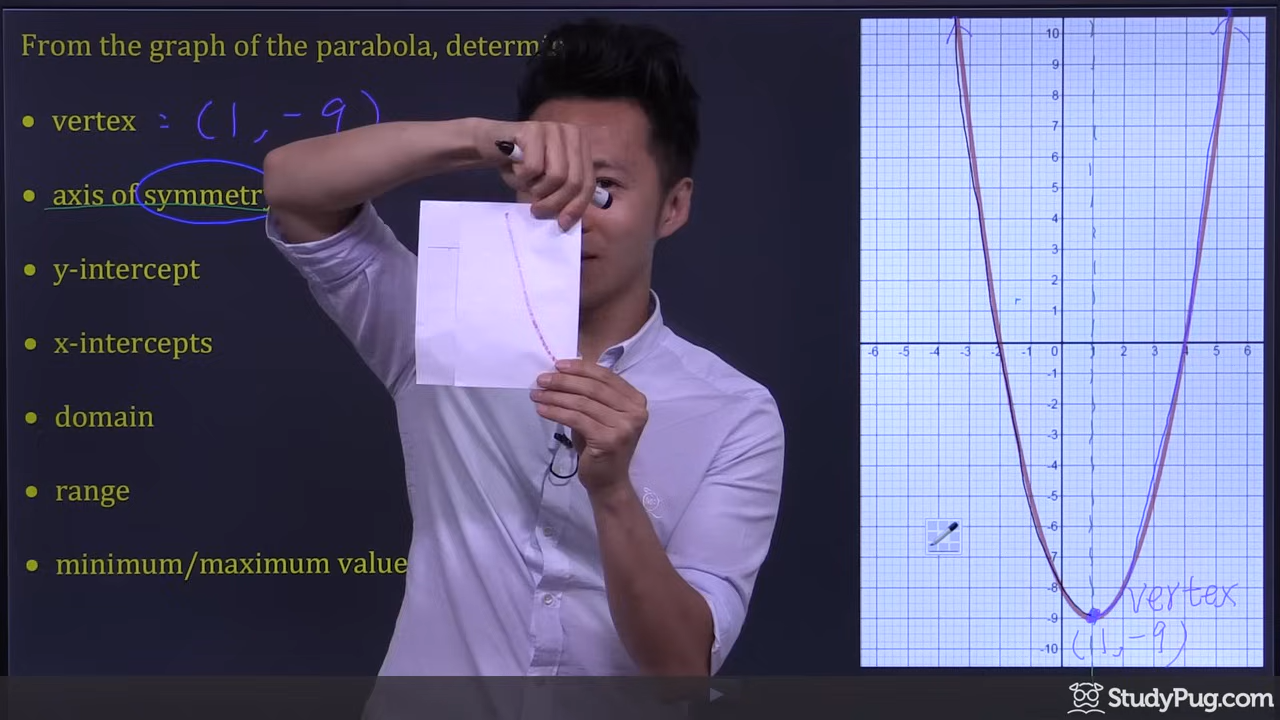 From the graph of the parabola, determi
• vertex = (1, -9)
• axis of symmetry
• y-intercept
• x-intercepts
• domain
• range
• minimum/maximum value
10
9
8
7
6
5
4
3
2
1
-6 -5 -4 -3 -2 0 1 2 3 4 5 6
-1
-2
-3
-4
-5
-6
-7
-8
-9
-10
vertex
(1, -9)
StudyPug.com